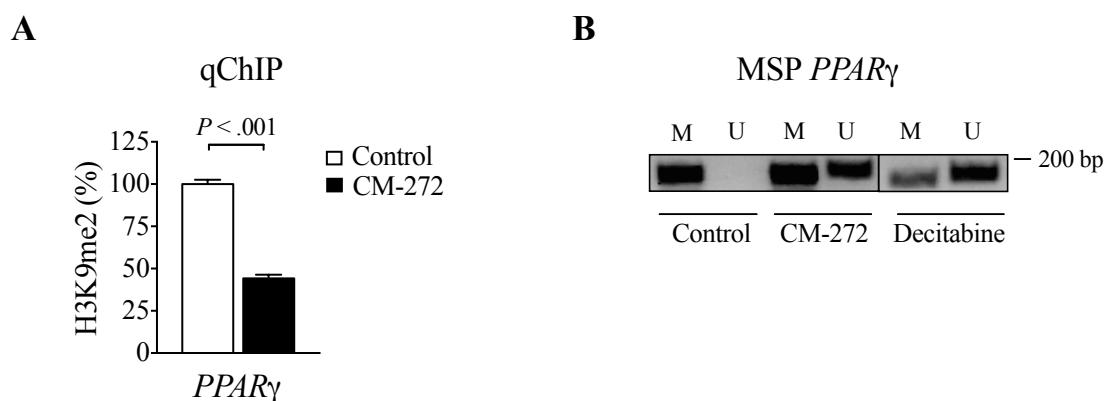 A
qChIP
P < .001
125
100
75
50
25
0
H3K9me2 (%)
PPARγ
Control
CM-272
B
MSP PPARγ
M U M U M U
200 bp
Control CM-272 Decitabine